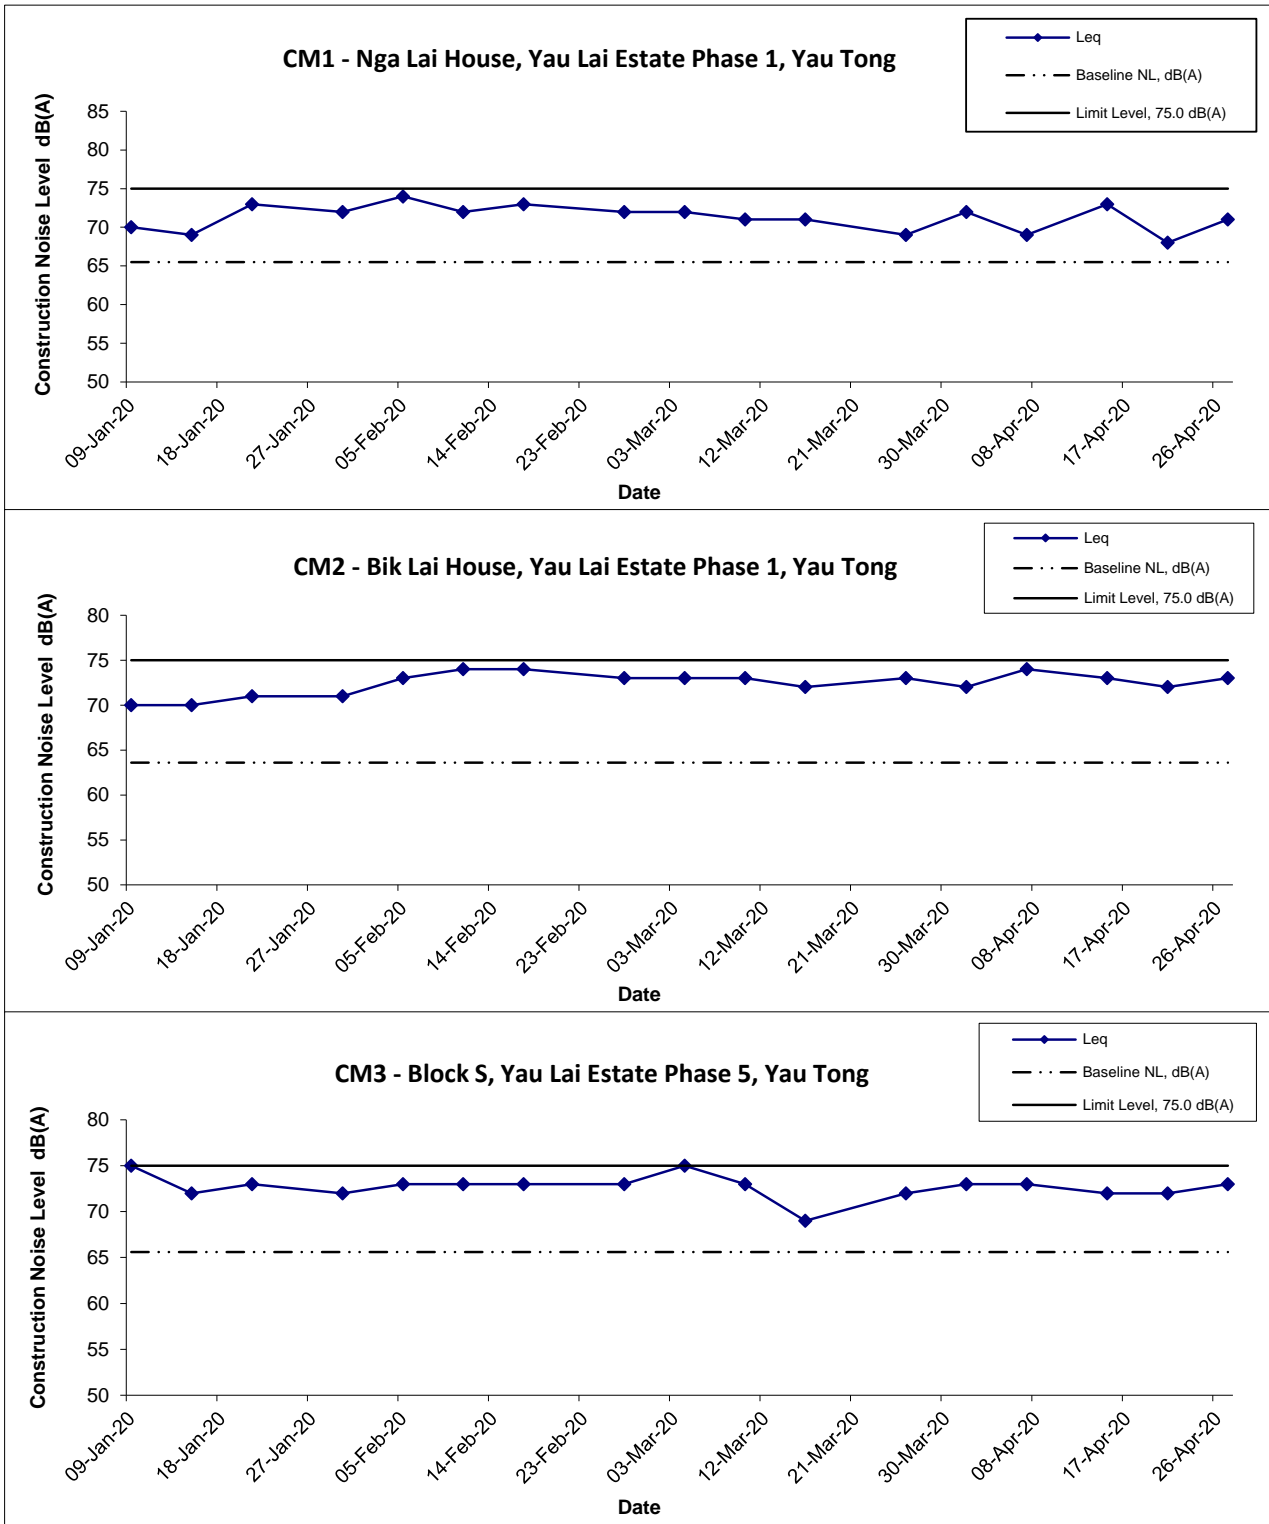 CM1 - Nga Lai House, Yau Lai Estate Phase 1, Yau Tong
Leq
Baseline NL, dB(A)
Limit Level, 75.0 dB(A)
Construction Noise Level  dB(A)
85
80
75
70
65
60
55
50
09-Jan-20
18-Jan-20
27-Jan-20
05-Feb-20
14-Feb-20
23-Feb-20
03-Mar-20
12-Mar-20
21-Mar-20
30-Mar-20
08-Apr-20
17-Apr-20
26-Apr-20
Date
CM2 - Bik Lai House, Yau Lai Estate Phase 1, Yau Tong
Leq
Baseline NL, dB(A)
Limit Level, 75.0 dB(A)
Construction Noise Level  dB(A)
80
75
70
65
60
55
50
09-Jan-20
18-Jan-20
27-Jan-20
05-Feb-20
14-Feb-20
23-Feb-20
03-Mar-20
12-Mar-20
21-Mar-20
30-Mar-20
08-Apr-20
17-Apr-20
26-Apr-20
Date
CM3 - Block S, Yau Lai Estate Phase 5, Yau Tong
Leq
Baseline NL, dB(A)
Limit Level, 75.0 dB(A)
Construction Noise Level  dB(A)
80
75
70
65
60
55
50
09-Jan-20
18-Jan-20
27-Jan-20
05-Feb-20
14-Feb-20
23-Feb-20
03-Mar-20
12-Mar-20
21-Mar-20
30-Mar-20
08-Apr-20
17-Apr-20
26-Apr-20
Date